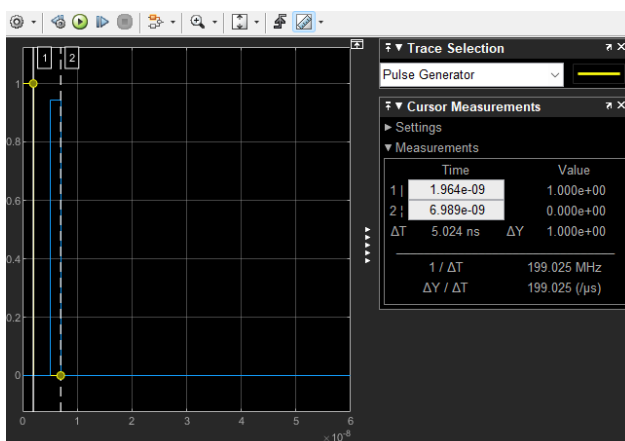 Trace Selection
Pulse Generator
Cursor Measurements
Settings
Measurements
Time Value
1 | 1.964e-09 1.000e+00
2 ¦ 6.989e-09 0.000e+00
ΔT 5.024 ns ΔY 1.000e+00
1 / ΔT 199.025 MHz
ΔY / ΔT 199.025 (/µs)
1 2
1
0.8
0.6
0.4
0.2
0
0 1 2 3 4 5 6
×10⁻⁸